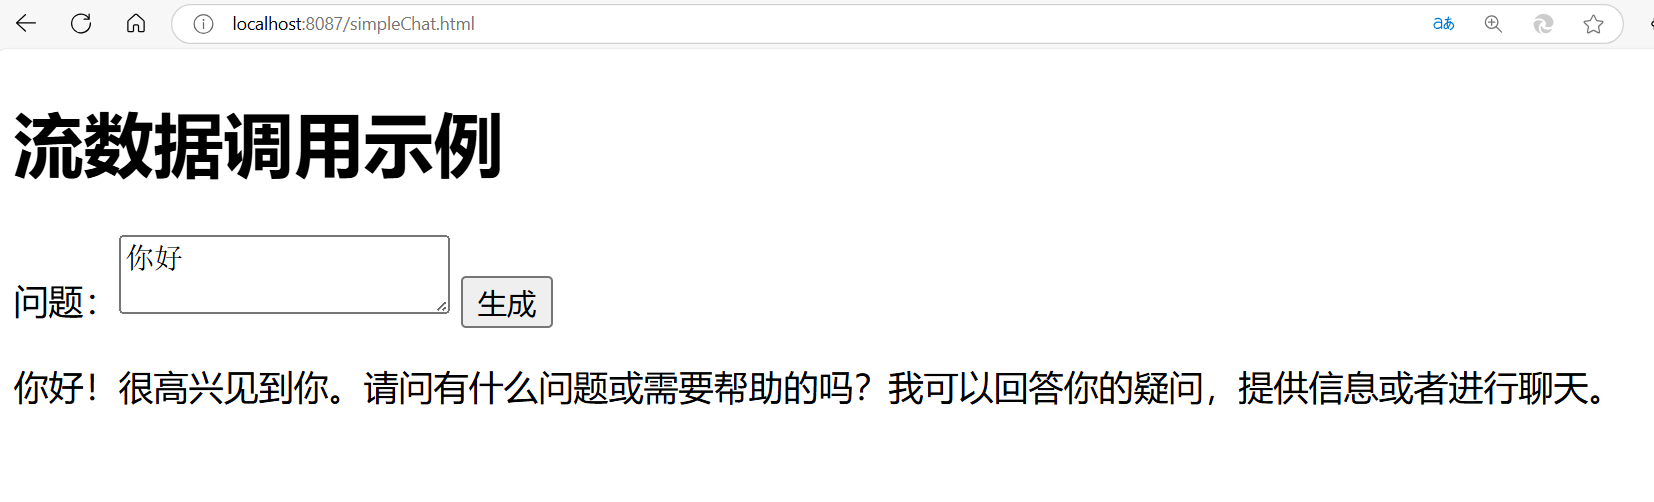 localhost:8087/simpleChat.html
aあ
流数据调用示例
问题：
你好
生成
你好！很高兴见到你。请问有什么问题或需要帮助的吗？我可以回答你的疑问，提供信息或者进行聊天。